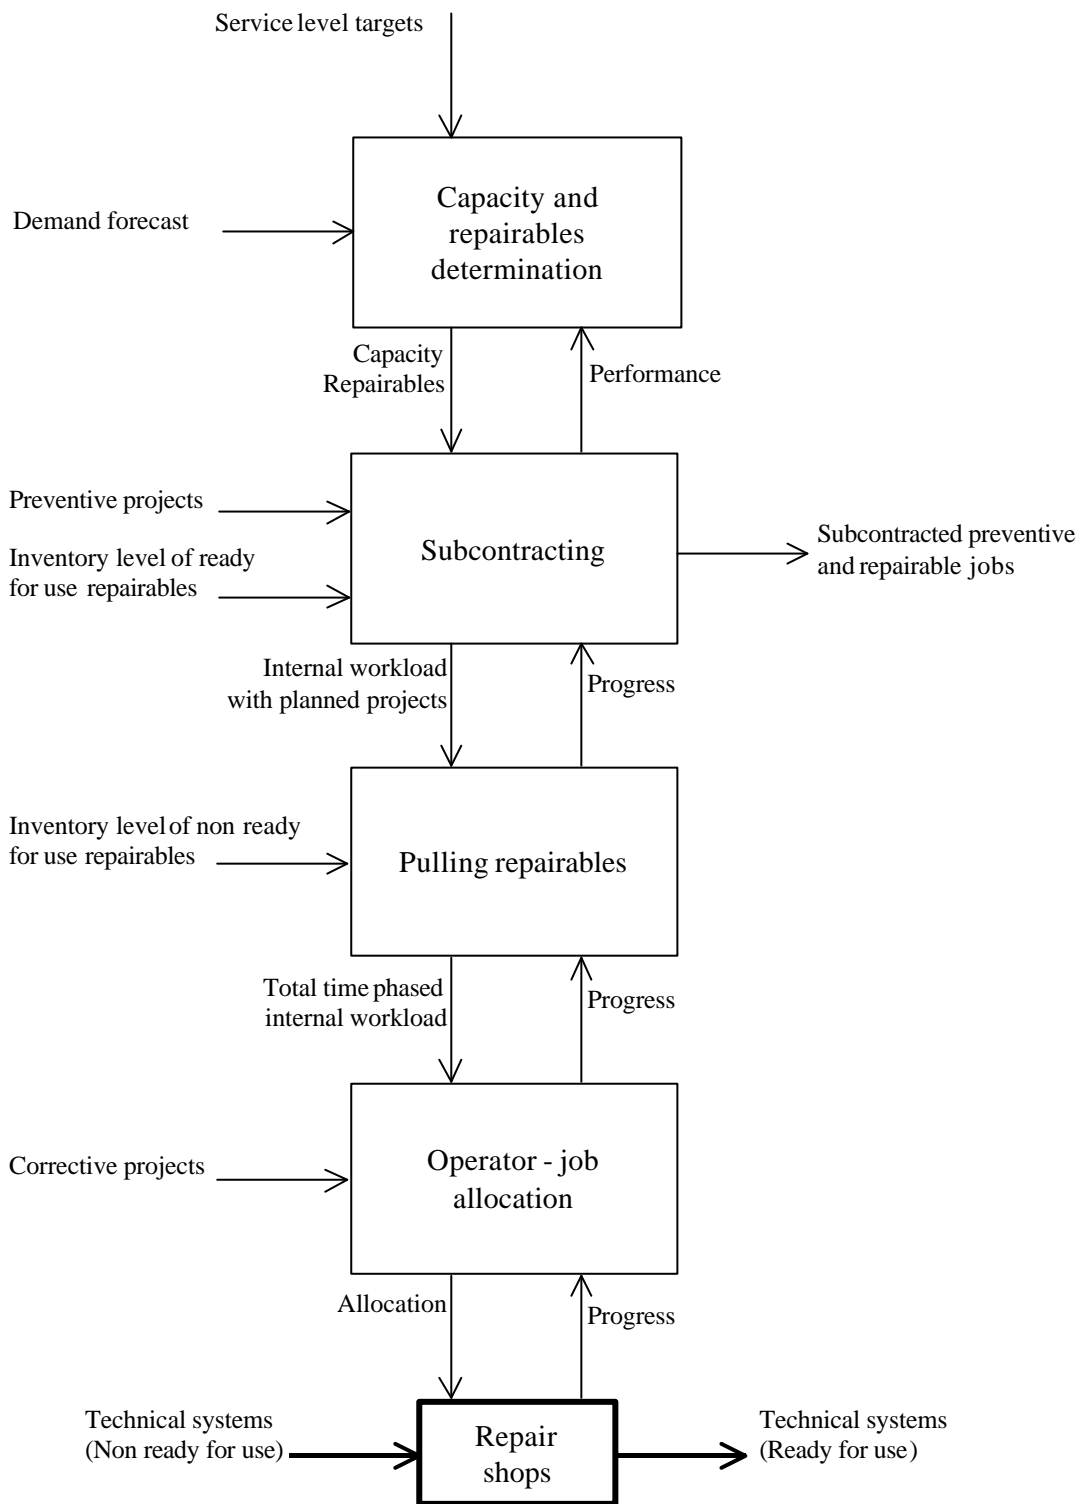 Service level targets
Capacity and
repairables
determination
Demand forecast
Capacity
Repairables
Performance
Preventive projects
Inventory level of ready
for use repairables
Subcontracting
Subcontracted preventive
and repairable jobs
Internal workload
with planned projects
Progress
Inventory level of non ready
for use repairables
Pulling repairables
Total time phased
internal workload
Progress
Corrective projects
Operator - job
allocation
Allocation
Progress
Technical systems
(Non ready for use)
Repair
shops
Technical systems
(Ready for use)